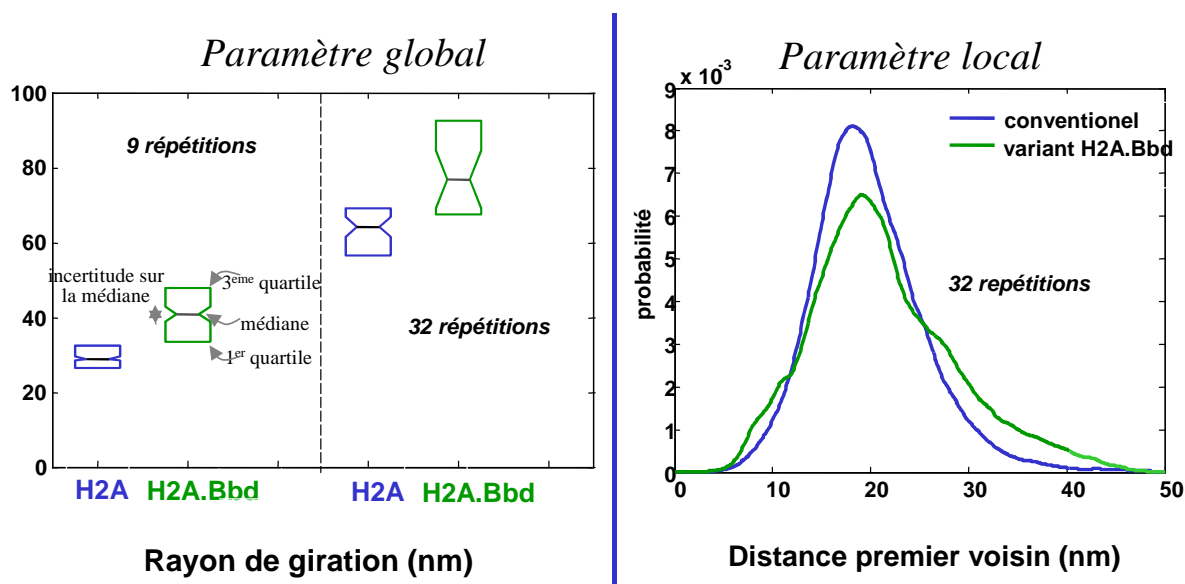 Paramètre global
100
80
60
40
20
0
9 répétitions
incertitude sur
la médiane
3eme quartile
médiane
1er quartile
32 répétitions
H2A
H2A.Bbd
H2A
H2A.Bbd
Rayon de giration (nm)
Paramètre local
x 10-3
9
8
7
6
5
4
3
2
1
0
probabilité
conventionel
variant H2A.Bbd
32 repétitions
0
10
20
30
40
50
Distance premier voisin (nm)